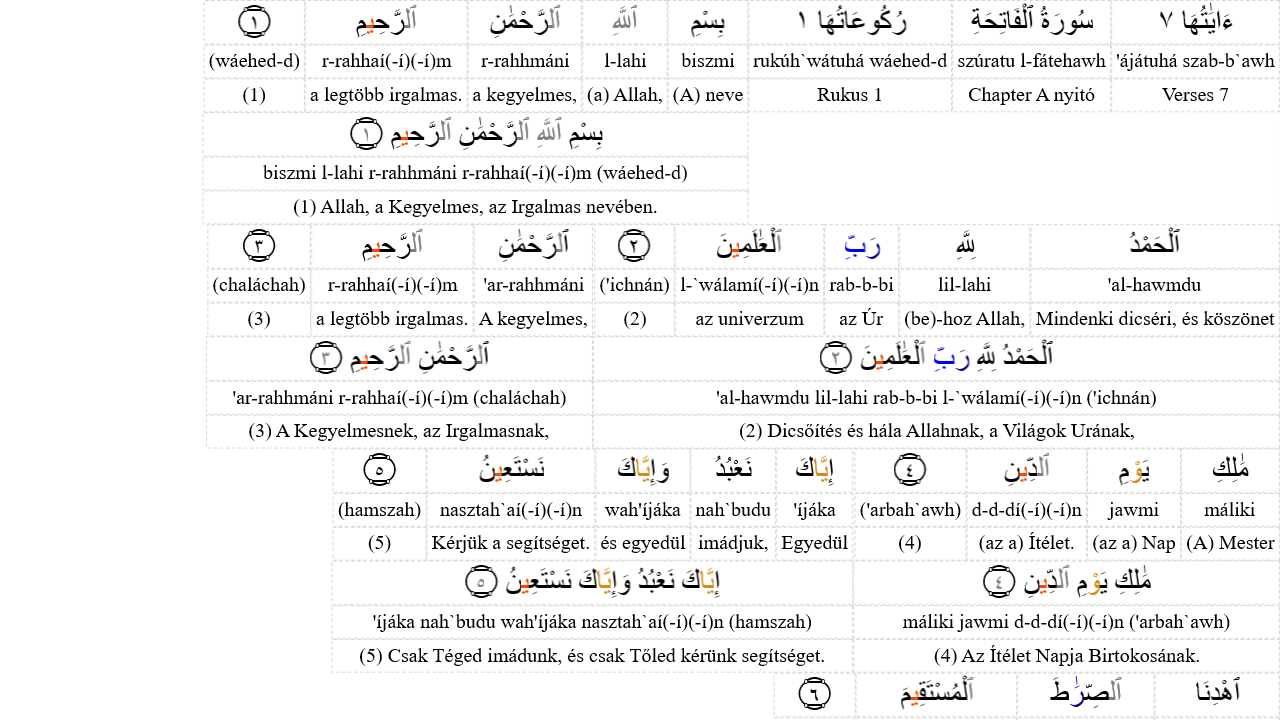 ءَايَٰتُهَا ٧ سُورَةُ ٱلْفَاتِحَةِ رُكُوعَاتُهَا ١ بِسْمِ ٱللَّهِ ٱلرَّحْمَٰنِ ٱلرَّحِيمِ ١
'ájátuhá szab-b`awh szúratu l-fátehawh rukúh`wátuhá wáehed-d biszmi l-lahi r-rahhmáni r-rahhaí(-í)(-í)m (wáehed-d)
Verses 7 Chapter A nyitó Rukus 1 (A) neve (a) Allah, a kegyelmes, a legtöbb irgalmas. (1)
بِسْمِ ٱللَّهِ ٱلرَّحْمَٰنِ ٱلرَّحِيمِ ١
biszmi l-lahi r-rahhmáni r-rahhaí(-í)(-í)m (wáehed-d)
(1) Allah, a Kegyelmes, az Irgalmas nevében.
ٱلْحَمْدُ لِلَّهِ رَبِّ ٱلْعَٰلَمِينَ ٢ ٱلرَّحْمَٰنِ ٱلرَّحِيمِ ٣
'al-hawmdu lil-lahi rab-b-bi l-`wálamí(-í)(-í)n ('ichnán) 'ar-rahhmáni r-rahhaí(-í)(-í)m (chaláchah)
Mindenki dicséri, és köszönet (be)-hoz Allah, az Úr az univerzum (2) A kegyelmes, a legtöbb irgalmas. (3)
ٱلْحَمْدُ لِلَّهِ رَبِّ ٱلْعَٰلَمِينَ ٢ ٱلرَّحْمَٰنِ ٱلرَّحِيمِ ٣
'al-hawmdu lil-lahi rab-b-bi l-`wálamí(-í)(-í)n ('ichnán) 'ar-rahhmáni r-rahhaí(-í)(-í)m (chaláchah)
(2) Dicsőítés és hála Allahnak, a Világok Urának, (3) A Kegyelmesnek, az Irgalmasnak,
مَٰلِكِ يَوْمِ ٱلدِّينِ ٤ إِيَّاكَ نَعْبُدُ وَإِيَّاكَ نَسْتَعِينُ ٥
máliki jawmi d-d-dí(-í)(-í)n ('arbah`awh) 'íjáka nah`budu wah'íjáka nasztah`aí(-í)(-í)n (hamszah)
(A) Mester (az a) Nap (az a) Ítélet. (4) Egyedül imádjuk, és egyedül Kérjük a segítséget. (5)
مَٰلِكِ يَوْمِ ٱلدِّينِ ٤ إِيَّاكَ نَعْبُدُ وَإِيَّاكَ نَسْتَعِينُ ٥
máliki jawmi d-d-dí(-í)(-í)n ('arbah`awh) 'íjáka nah`budu wah'íjáka nasztah`aí(-í)(-í)n (hamszah)
(4) Az Ítélet Napja Birtokosának. (5) Csak Téged imádunk, és csak Tőled kérünk segítséget.
ٱهْدِنَا ٱلصِّرَٰطَ ٱلْمُسْتَقِيمَ ٦